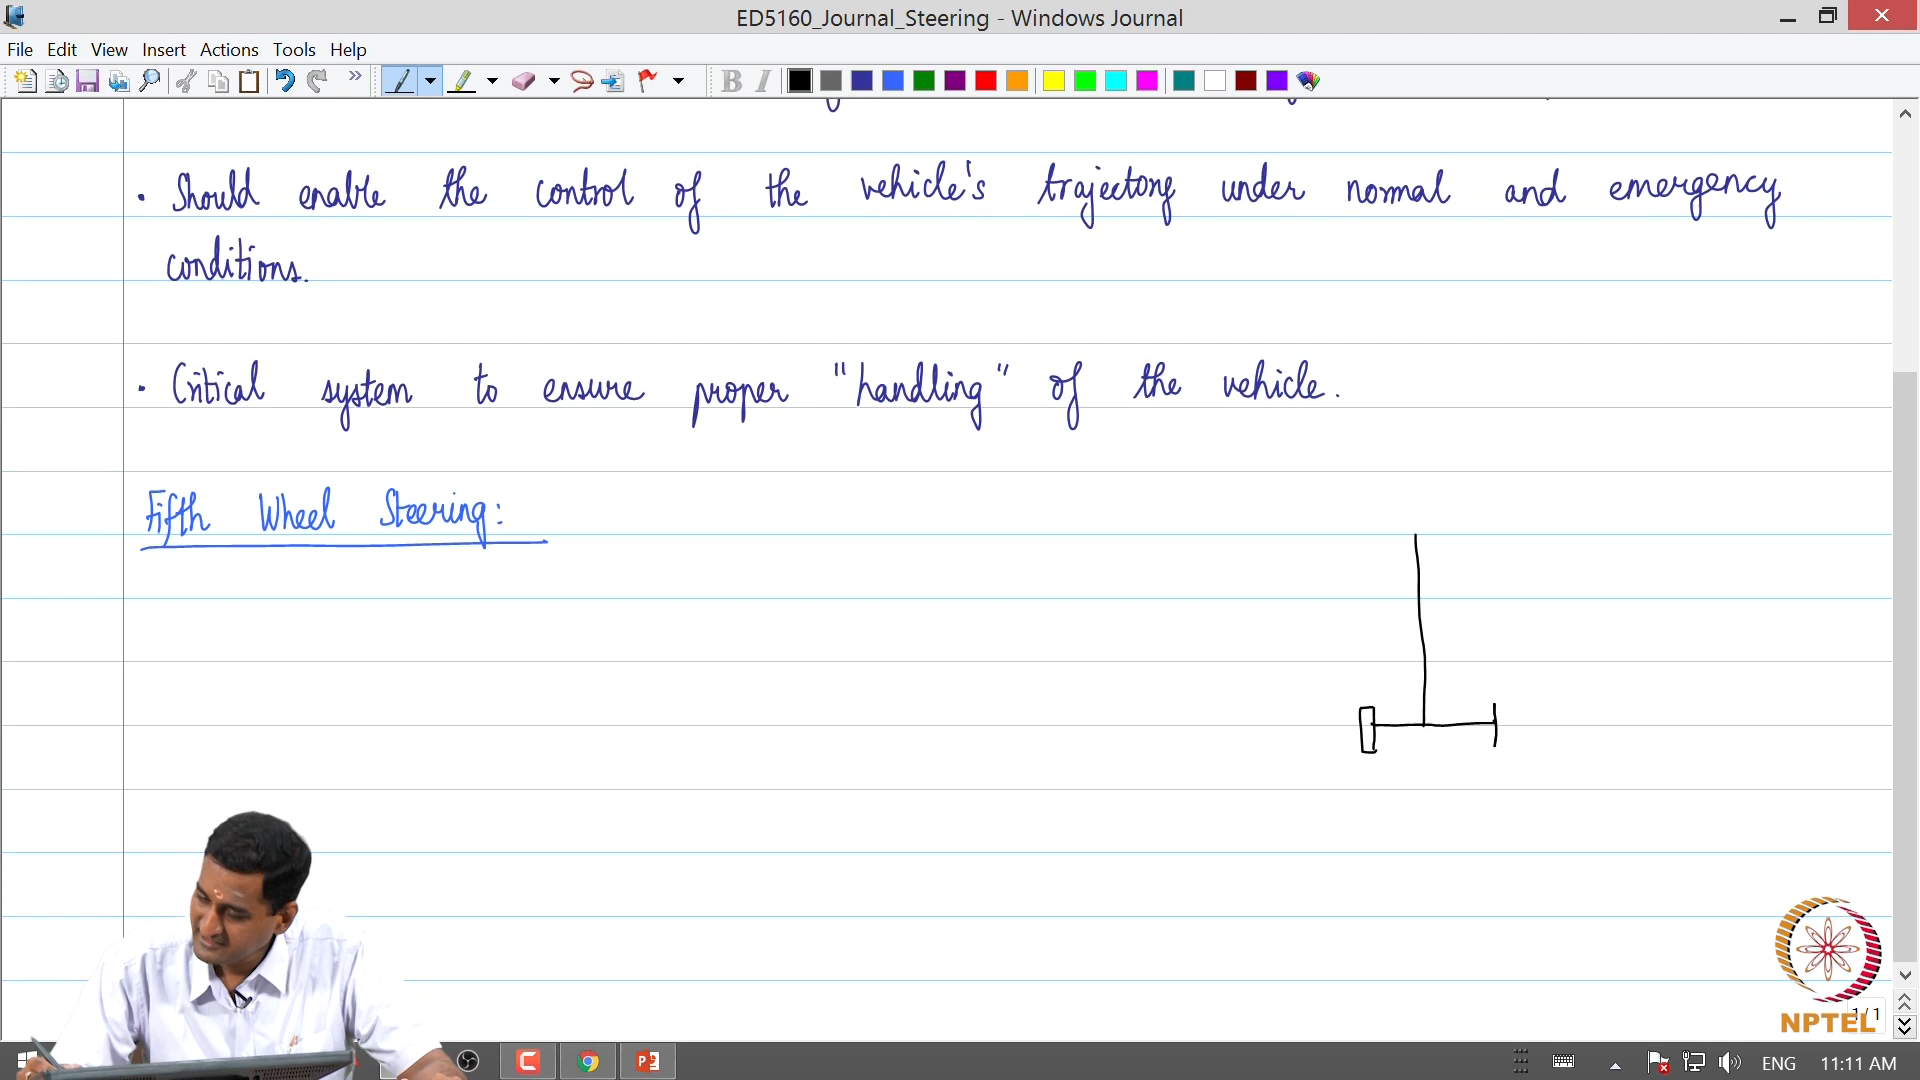 ED5160_Journal_Steering - Windows Journal
File Edit View Insert Actions Tools Help
B I
• Should enable the control of the vehicle's trajectory under normal and emergency
conditions.
• Critical system to ensure proper "handling" of the vehicle.
Fifth Wheel Steering:
1 / 1
NPTEL
ENG 11:11 AM